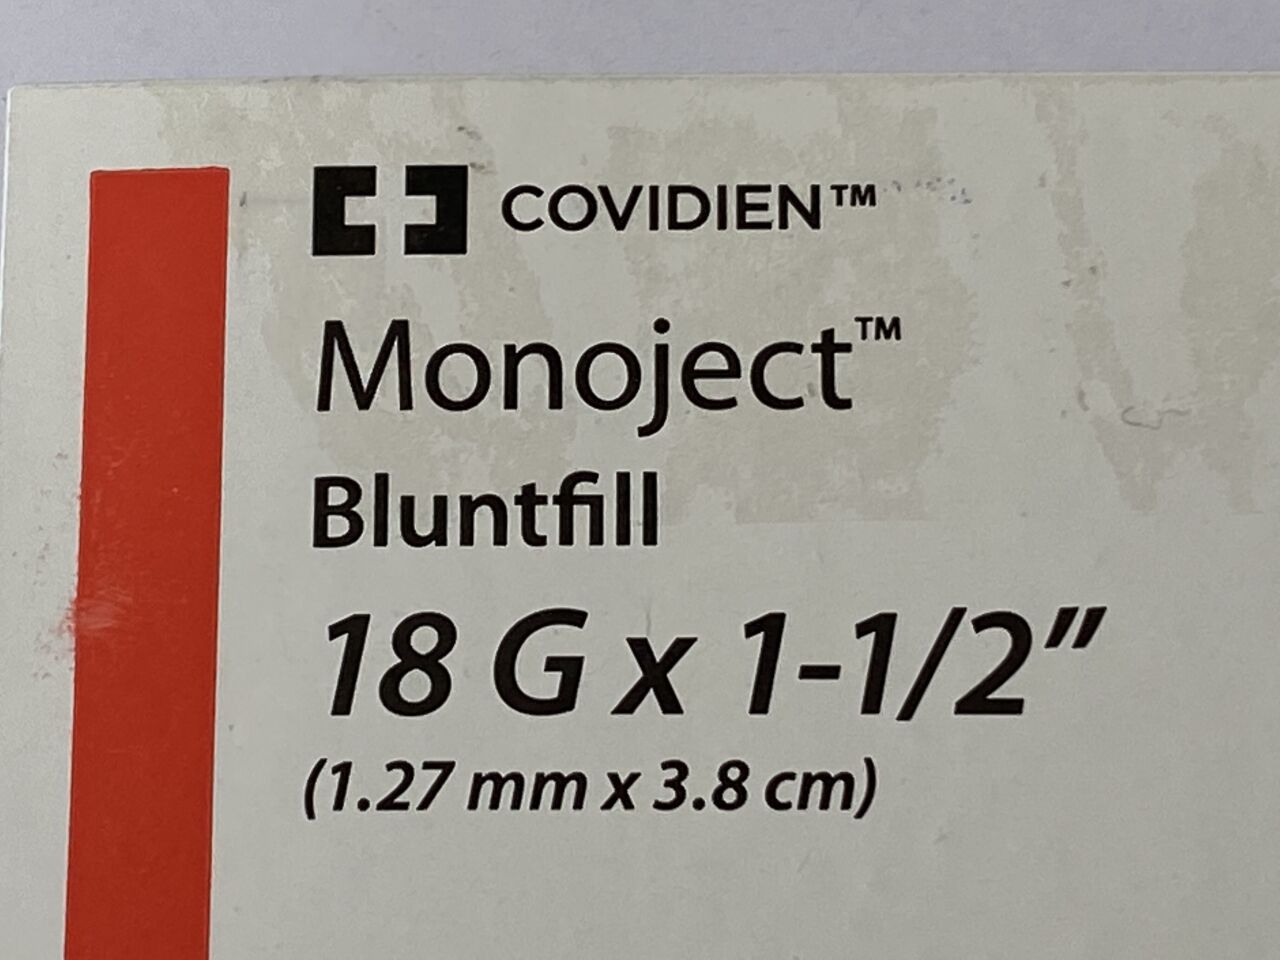 COVIDIEN™
Monoject™
Bluntfill
18 G x 1-1/2”
(1.27 mm x 3.8 cm)